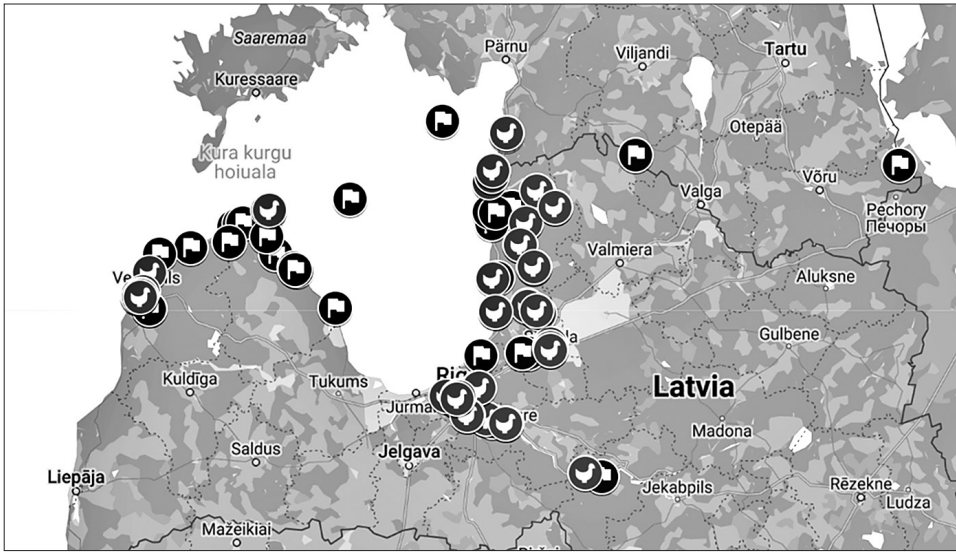 Saaremaa
Pärnu
Viljandi
Tartu
Kuressaare
Otepää
Kura kurgu
hoiuala
Võru
Valga
Pechory
Печоры
Valmiera
Aluksne
Gulbene
Kuldīga
Tukums
Latvia
Madona
Saldus
Jelgava
Liepāja
Jekabpils
Rēzekne
Ludza
Mažeikiai